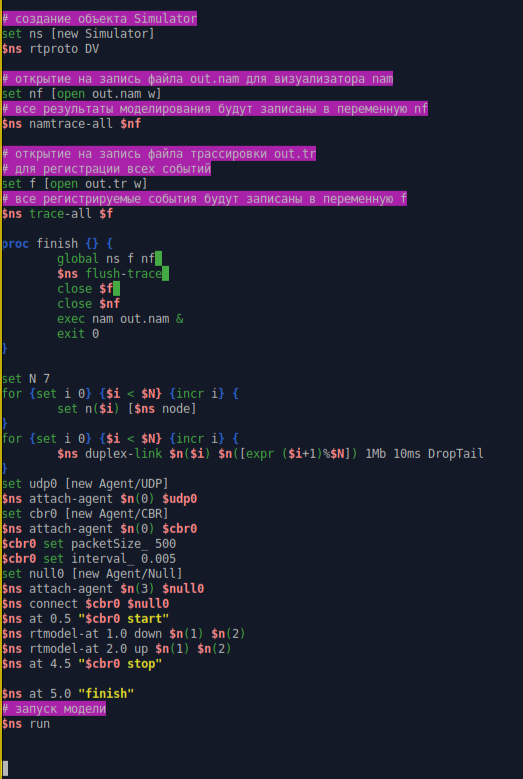 # создание объекта Simulator
set ns [new Simulator]
$ns rtproto DV

# открытие на запись файла out.nam для визуализатора nam
set nf [open out.nam w]
# все результаты моделирования будут записаны в переменную nf
$ns namtrace-all $nf

# открытие на запись файла трассировки out.tr
# для регистрации всех событий
set f [open out.tr w]
# все регистрируемые события будут записаны в переменную f
$ns trace-all $f

proc finish {} {
        global ns f nf
        $ns flush-trace
        close $f
        close $nf
        exec nam out.nam &
        exit 0
}

set N 7
for {set i 0} {$i < $N} {incr i} {
        set n($i) [$ns node]
}
for {set i 0} {$i < $N} {incr i} {
        $ns duplex-link $n($i) $n([expr ($i+1)%$N]) 1Mb 10ms DropTail
}
set udp0 [new Agent/UDP]
$ns attach-agent $n(0) $udp0
set cbr0 [new Agent/CBR]
$ns attach-agent $n(0) $cbr0
$cbr0 set packetSize_ 500
$cbr0 set interval_ 0.005
set null0 [new Agent/Null]
$ns attach-agent $n(3) $null0
$ns connect $cbr0 $null0
$ns at 0.5 "$cbr0 start"
$ns rtmodel-at 1.0 down $n(1) $n(2)
$ns rtmodel-at 2.0 up $n(1) $n(2)
$ns at 4.5 "$cbr0 stop"

$ns at 5.0 "finish"
# запуск модели
$ns run